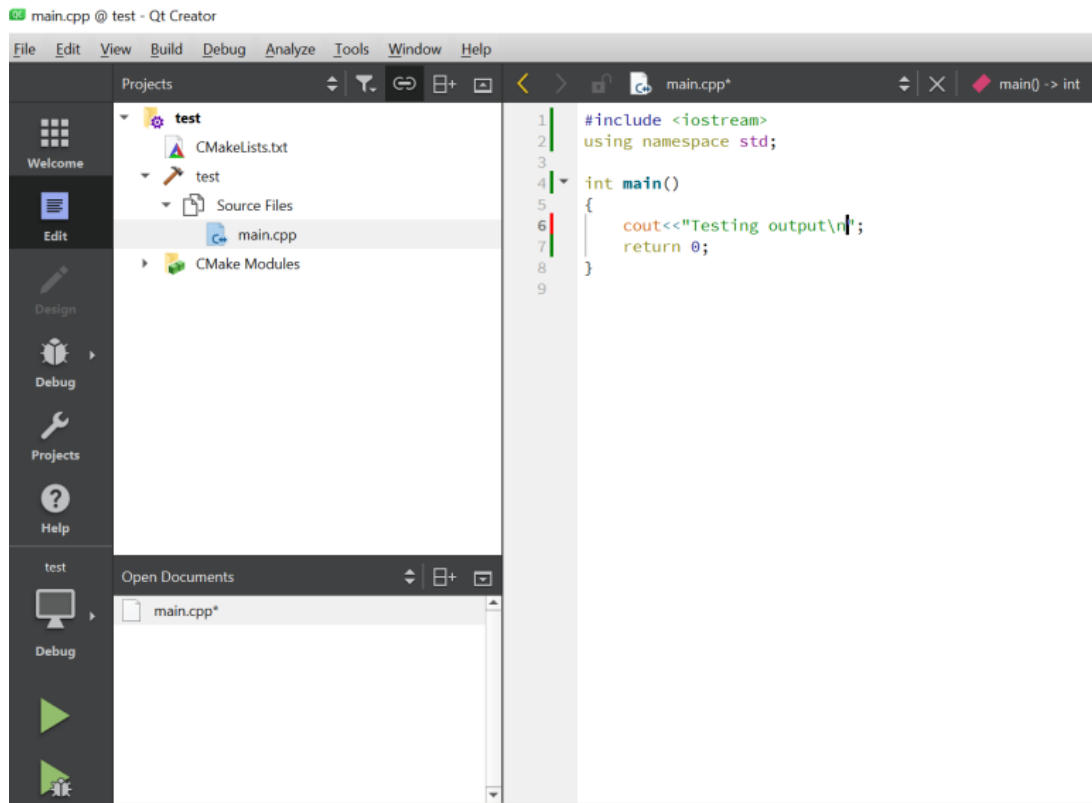 main.cpp @ test - Qt Creator
File Edit View Build Debug Analyze Tools Window Help
Projects
main.cpp*
main() -> int
Welcome
Edit
Design
Debug
Projects
Help
test
Debug
test
CMakeLists.txt
test
Source Files
main.cpp
CMake Modules
Open Documents
main.cpp*
1 #include <iostream>
2 using namespace std;
3
4 int main()
5 {
6 cout<<"Testing output\n";
7 return 0;
8 }
9